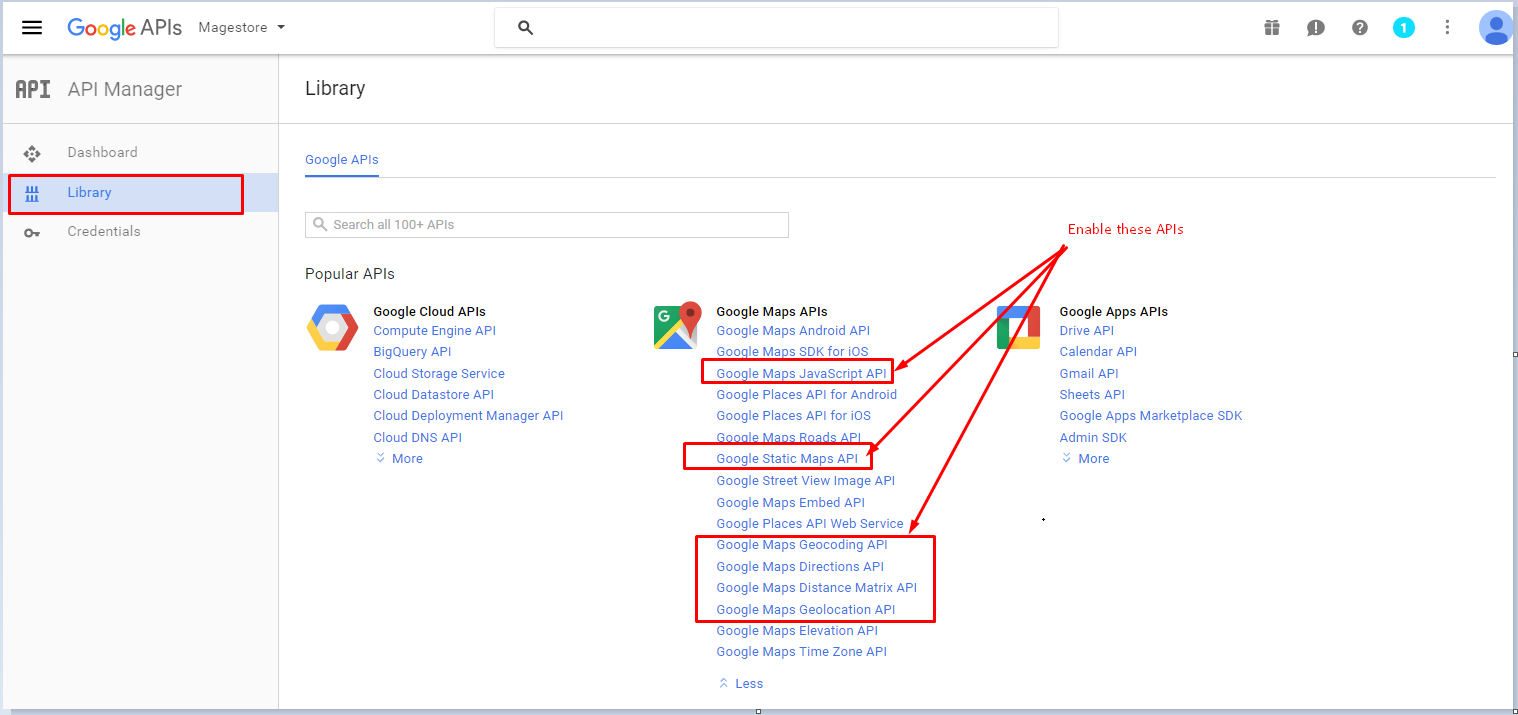 Google APIs Magestore
1
API API Manager
Library
Dashboard
Library
Credentials
Google APIs
Search all 100+ APIs
Enable these APIs
Popular APIs
Google Cloud APIs
Compute Engine API
BigQuery API
Cloud Storage Service
Cloud Datastore API
Cloud Deployment Manager API
Cloud DNS API
More
G
Google Maps APIs
Google Maps Android API
Google Maps SDK for iOS
Google Maps JavaScript API
Google Places API for Android
Google Places API for iOS
Google Maps Roads API
Google Static Maps API
Google Street View Image API
Google Maps Embed API
Google Places API Web Service
Google Maps Geocoding API
Google Maps Directions API
Google Maps Distance Matrix API
Google Maps Geolocation API
Google Maps Elevation API
Google Maps Time Zone API
Less
Google Apps APIs
Drive API
Calendar API
Gmail API
Sheets API
Google Apps Marketplace SDK
Admin SDK
More